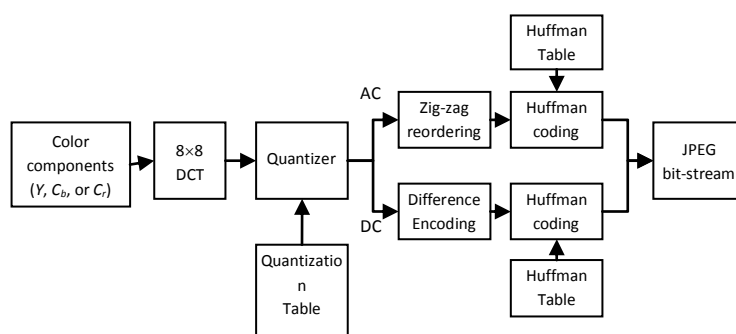 Huffman
Table
AC
Zig-zag
reordering
Huffman
coding
Color
components
(Y, Cb, or Cr)
8×8
DCT
Quantizer
JPEG
bit-stream
DC
Difference
Encoding
Huffman
coding
Quantizatio
n
Table
Huffman
Table